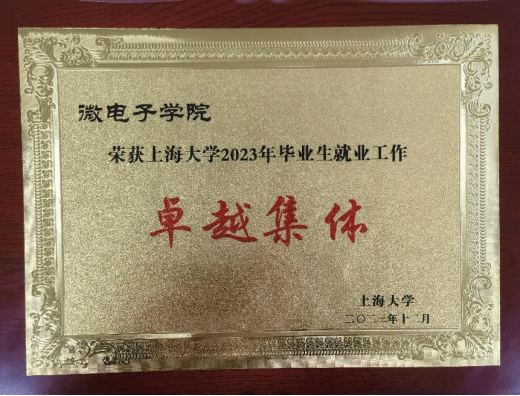 微电子学院
荣获上海大学2023年毕业生就业工作
卓越集体
上海大学
二〇二三年十二月